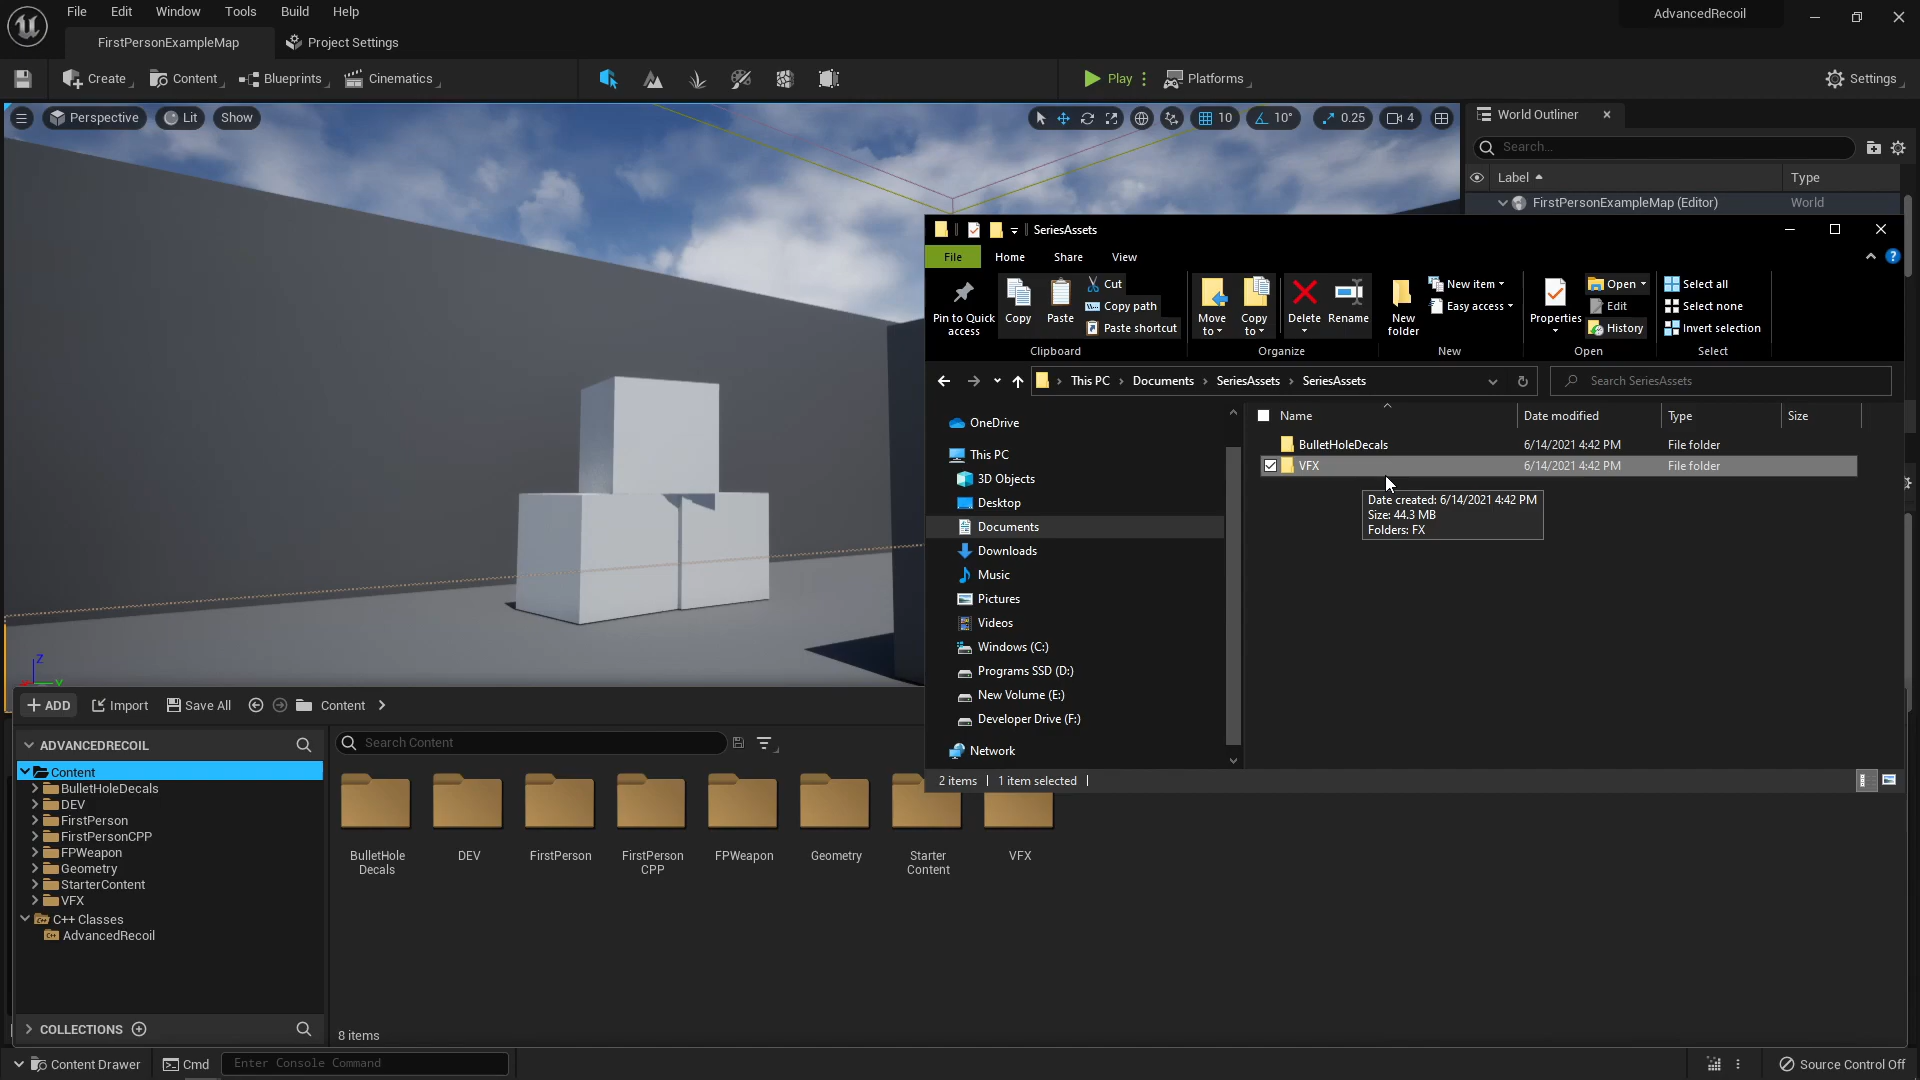 File Edit Window Tools Build Help
AdvancedRecoil
FirstPersonExampleMap
Project Settings
Create Content Blueprints Cinematics
Play Platforms Settings
Perspective Lit Show
10 10° 0.25 4
World Outliner
Search...
Label Type
FirstPersonExampleMap (Editor) World
SeriesAssets
File Home Share View
Pin to Quick access
Copy
Paste
Cut
Copy path
Paste shortcut
Clipboard
Move to
Copy to
Delete
Rename
Organize
New folder
New item
Easy access
New
Properties
Open
Edit
History
Open
Select all
Select none
Invert selection
Select
This PC Documents SeriesAssets SeriesAssets
Search SeriesAssets
OneDrive
This PC
3D Objects
Desktop
Documents
Downloads
Music
Pictures
Videos
Windows (C:)
Programs SSD (D:)
New Volume (E:)
Developer Drive (F:)
Network
Name Date modified Type Size
BulletHoleDecals 6/14/2021 4:42 PM File folder
VFX 6/14/2021 4:42 PM File folder
Date created: 6/14/2021 4:42 PM
Size: 44.3 MB
Folders: FX
2 items 1 item selected
X Y Z
ADD Import Save All Content
ADVANCEDRECOIL
Search Content
Content
BulletHoleDecals
DEV
FirstPerson
FirstPersonCPP
FPWeapon
Geometry
StarterContent
VFX
C++ Classes
AdvancedRecoil
BulletHole Decals
DEV
FirstPerson
FirstPerson CPP
FPWeapon
Geometry
Starter Content
VFX
COLLECTIONS
8 items
Content Drawer Cmd Enter Console Command
Source Control Off